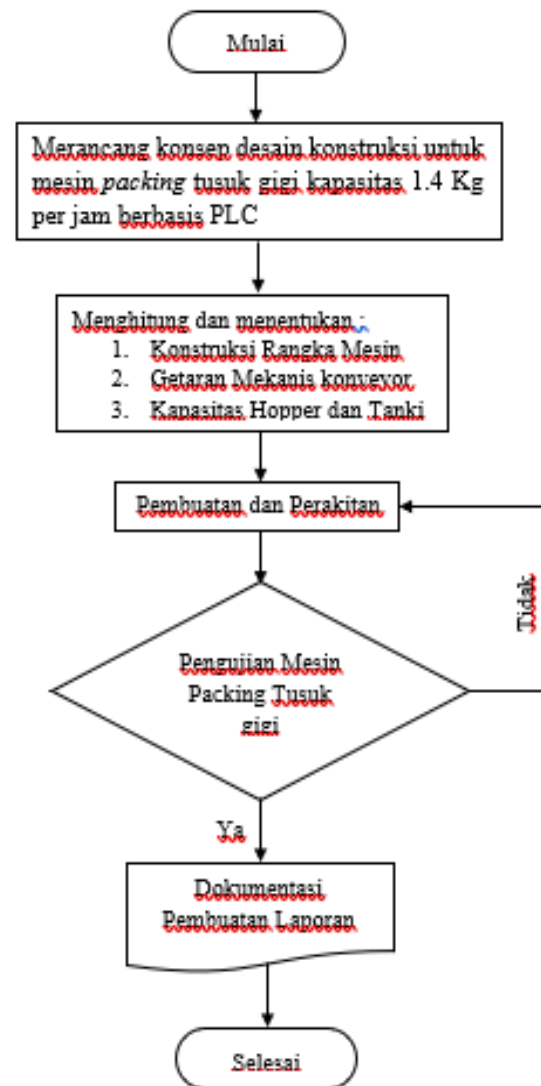 Mulai
Merancang konsep desain konstruksi untuk
mesin packing tusuk gigi kapasitas 1.4 Kg
per jam berbasis PLC
Menghitung dan menentukan :
1. Konstruksi Rangka Mesin
2. Getaran Mekanis konveyor
3. Kapasitas Hopper dan Tanki
Pembuatan dan Perakitan
Pengujian Mesin
Packing Tusuk
gigi
Tidak
Ya
Dokumentasi
Pembuatan Laporan
Selesai